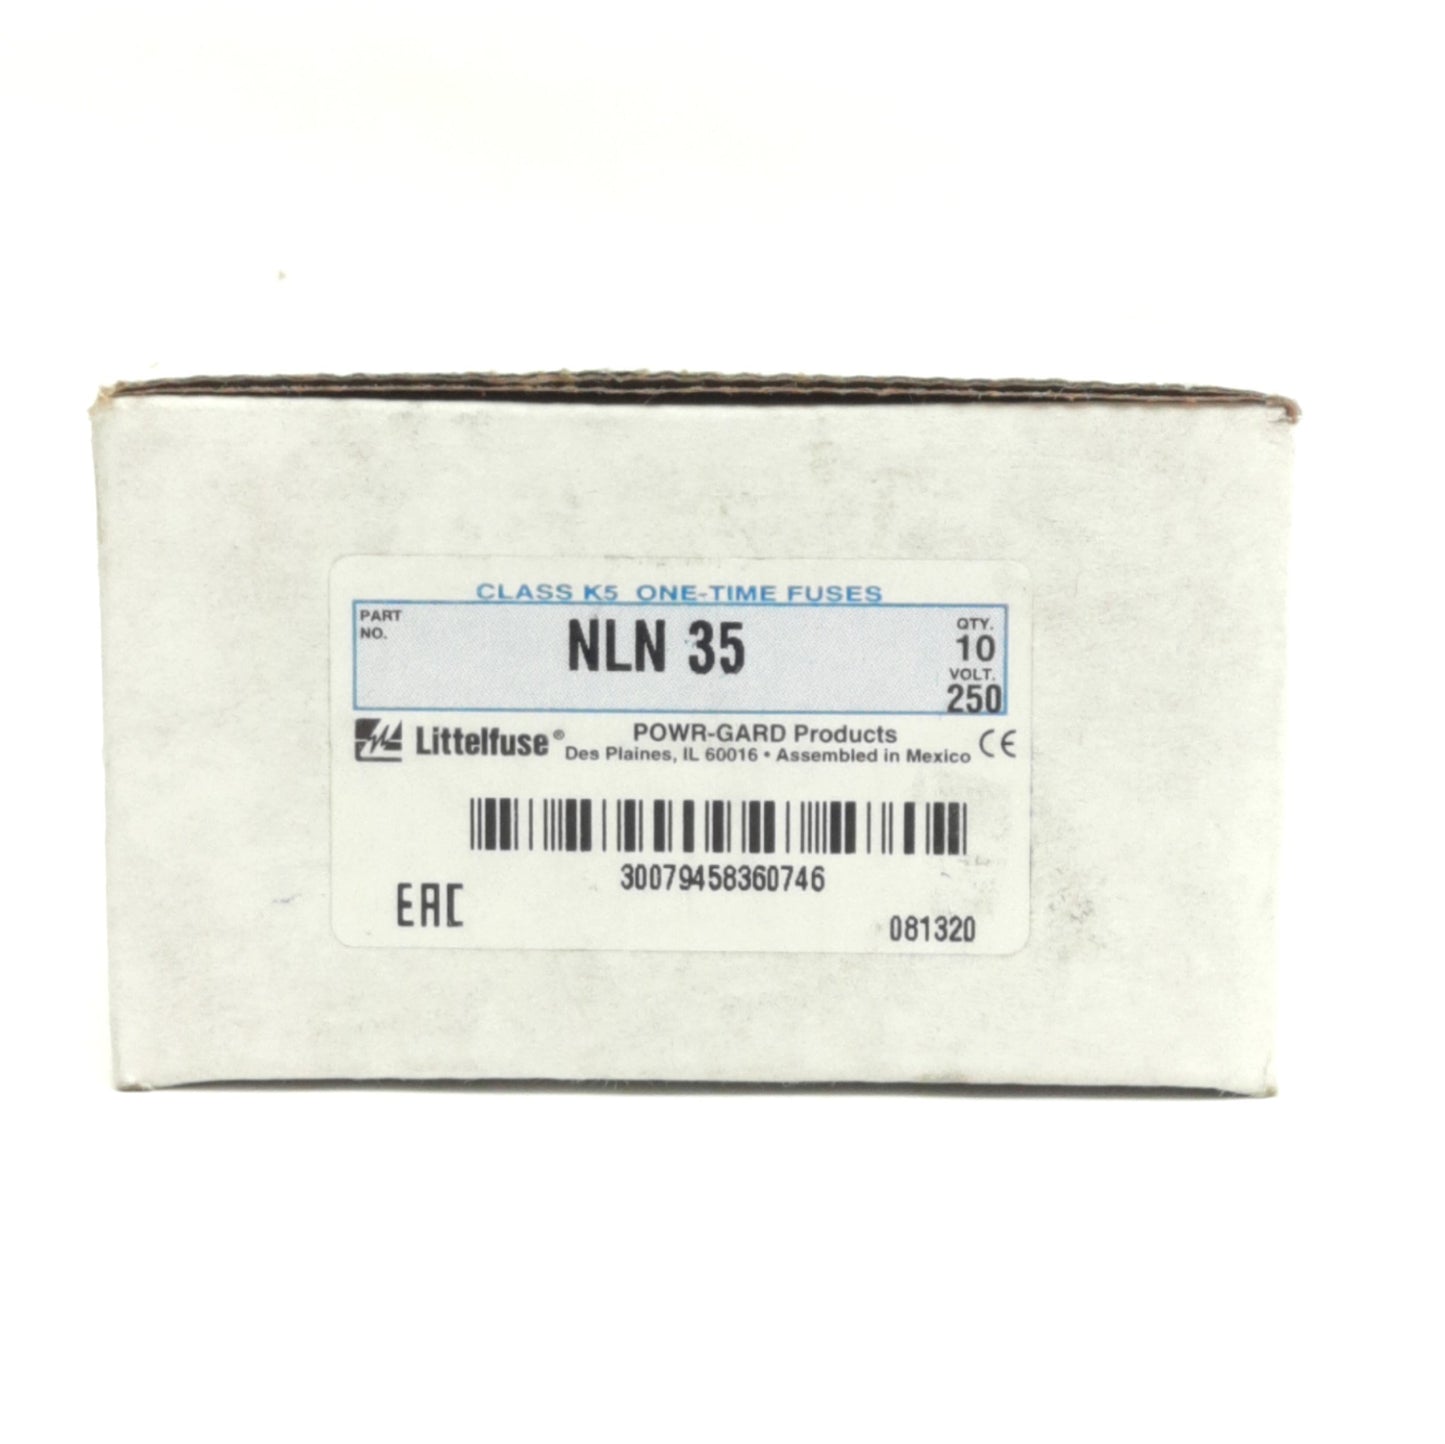 CLASS K5 ONE-TIME FUSES
PART
NO.
NLN 35
QTY.
10
VOLT.
250
Littelfuse®
POWR-GARD Products
Des Plaines, IL 60016 • Assembled in Mexico
CE
30079458360746
EAC
081320